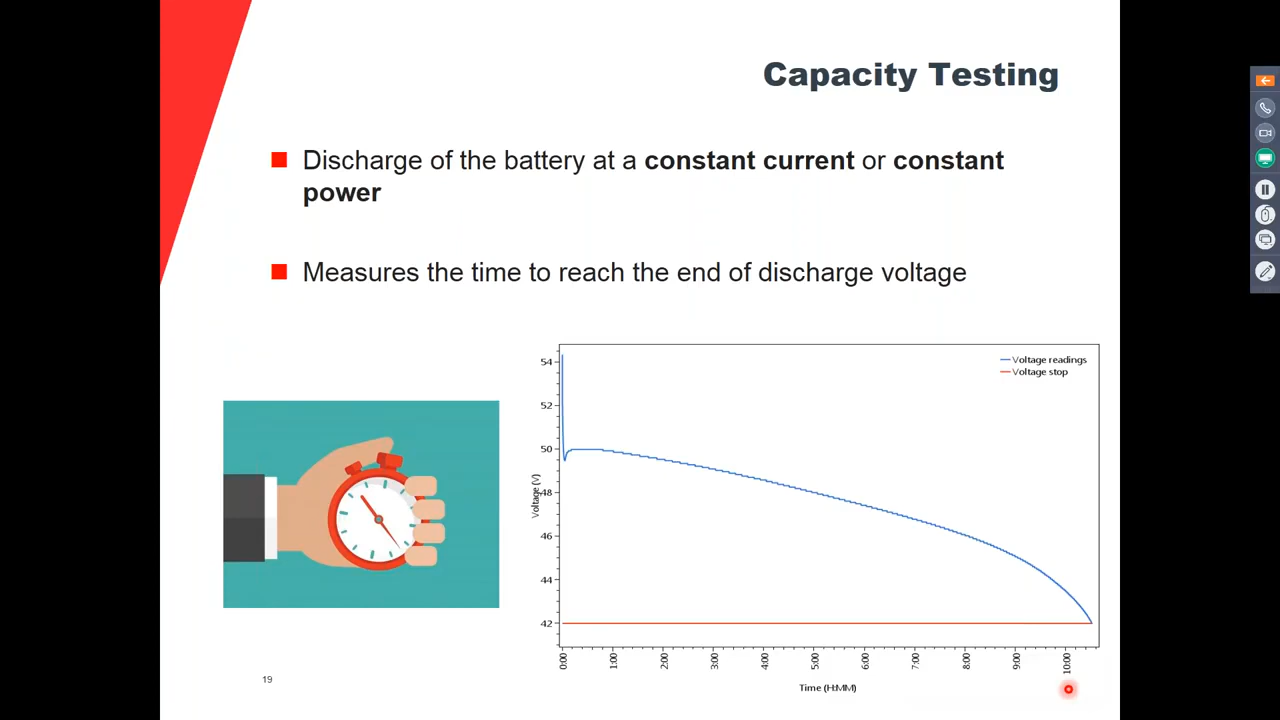 Capacity Testing
Discharge of the battery at a constant current or constant
power
Measures the time to reach the end of discharge voltage
Voltage readings
Voltage stop
54
52
50
48
46
44
42
Voltage (V)
0:00
1:00
2:00
3:00
4:00
5:00
6:00
7:00
8:00
9:00
10:00
Time (H:MM)
19